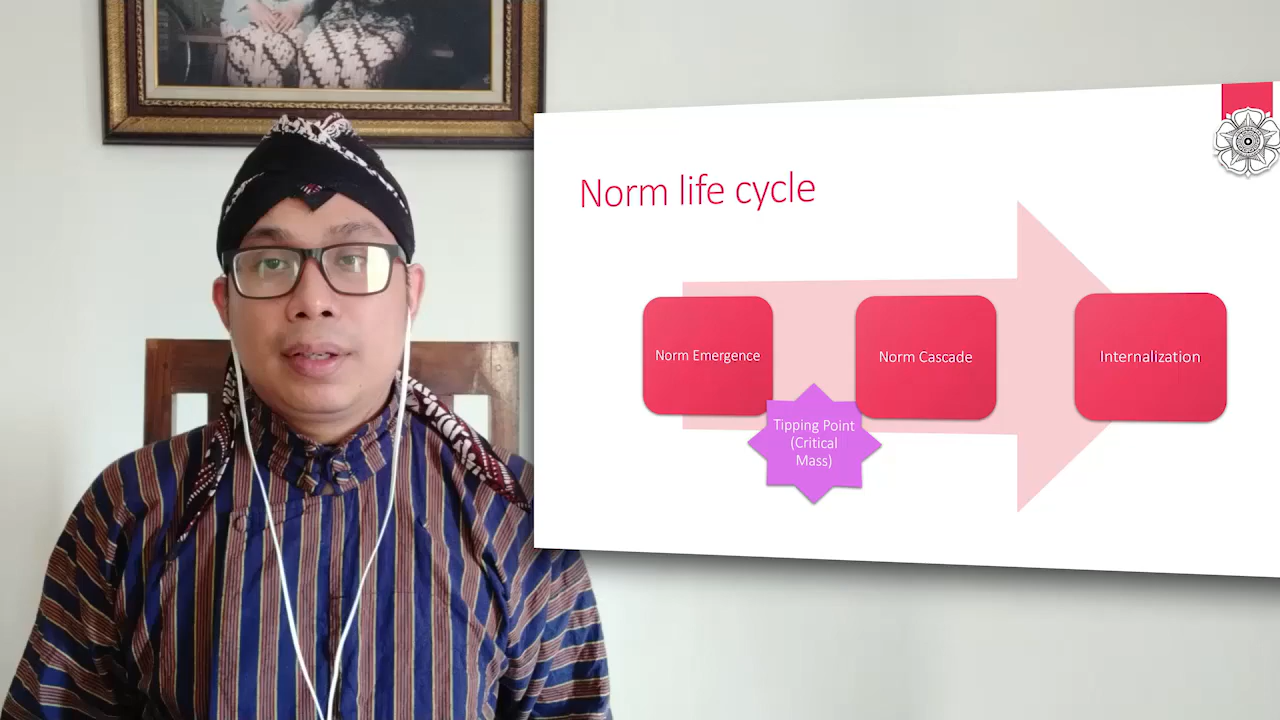 Norm life cycle
Norm Emergence
Norm Cascade
Internalization
Tipping Point
(Critical
Mass)